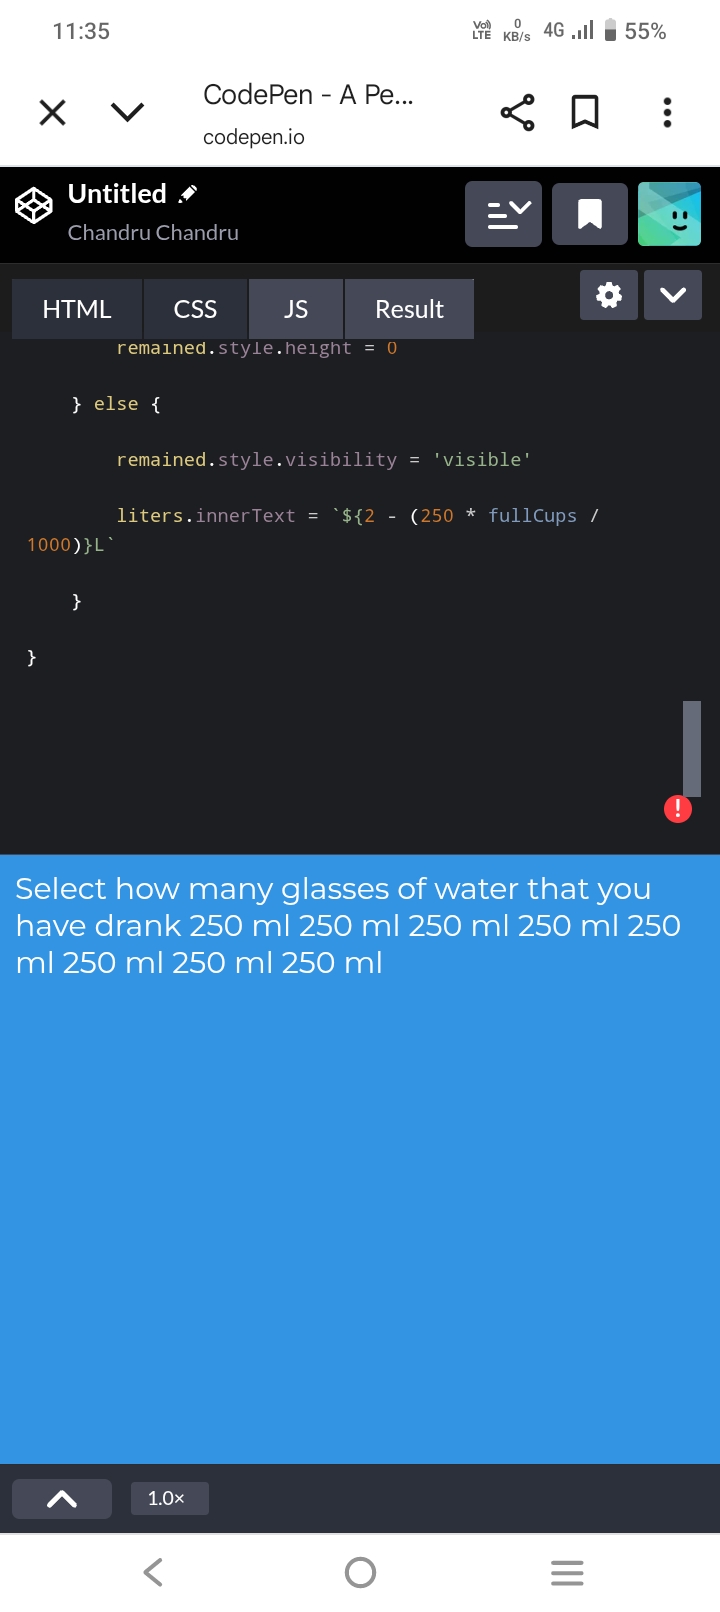 11:35 Vo) LTE 0 KB/s 4G 55%
CodePen - A Pe...
codepen.io
Untitled
Chandru Chandru
HTML CSS JS Result
remained.style.height = 0
} else {
remained.style.visibility = 'visible'
liters.innerText = `${2 - (250 * fullCups /
1000)}L`
}
}
Select how many glasses of water that you
have drank 250 ml 250 ml 250 ml 250 ml 250
ml 250 ml 250 ml 250 ml
1.0×